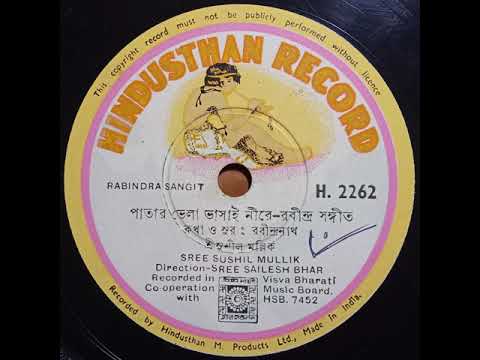 This copyright record must not be publicly performed without licence
HINDUSTHAN RECORD
RABINDRA SANGIT
H. 2262
পাতার ভেলা ভাসাই নীরে–রবীন্দ্র সঙ্গীত
কথা ও সুর : রবীন্দ্রনাথ
শ্রীসুশীল মল্লিক
SREE SUSHIL MULLIK
Direction–SREE SAILESH BHAR
Recorded in Visva Bharati
Co-operation Music Board.
with HSB. 7452
Recorded by Hindusthan M. Products Ltd., Made in India.